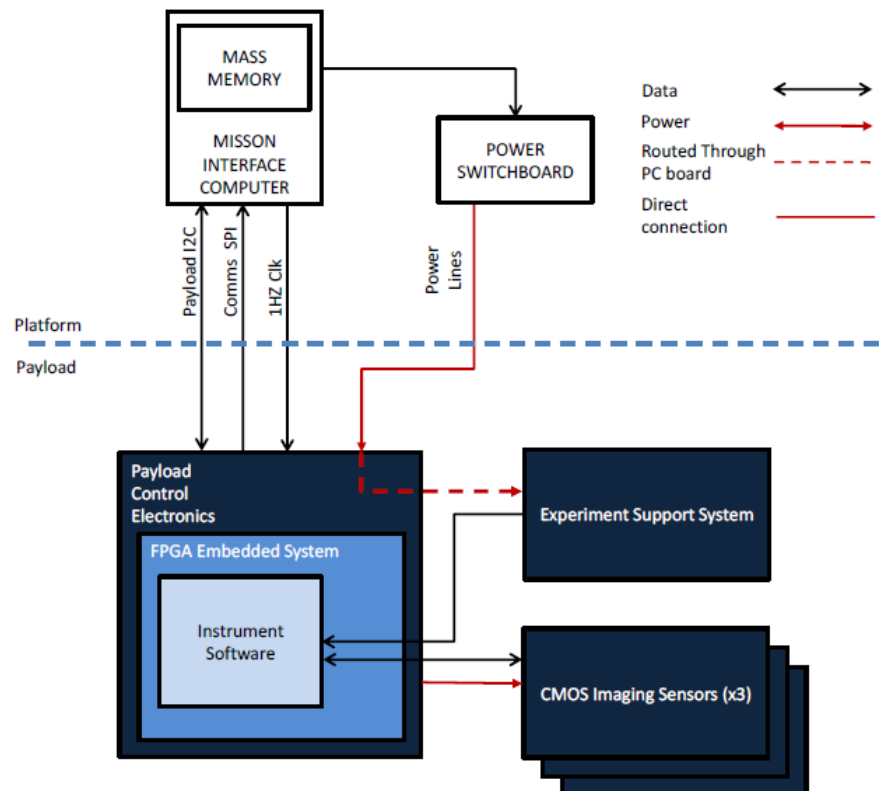 MASS
MEMORY
MISSON
INTERFACE
COMPUTER
POWER
SWITCHBOARD
Data
Power
Routed Through
PC board
Direct
connection
Payload I2C
Comms SPI
1HZ Clk
Power
Lines
Platform
Payload
Payload
Control
Electronics
FPGA Embedded System
Instrument
Software
Experiment Support System
CMOS Imaging Sensors (x3)